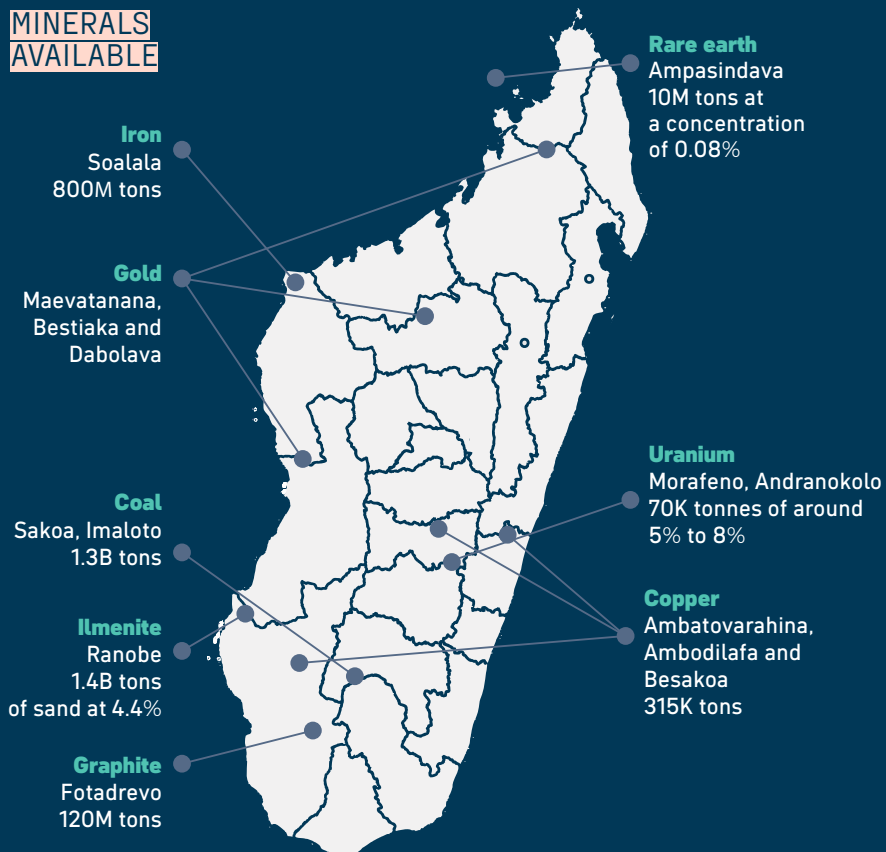 MINERALS
AVAILABLE
Rare earth
Ampasindava
10M tons at
a concentration
of 0.08%
Iron
Soalala
800M tons
Gold
Maevatanana,
Bestiaka and
Dabolava
Uranium
Morafeno, Andranokolo
70K tonnes of around
5% to 8%
Coal
Sakoa, Imaloto
1.3B tons
Copper
Ambatovarahina,
Ambodilafa and
Besakoa
315K tons
Ilmenite
Ranobe
1.4B tons
of sand at 4.4%
Graphite
Fotadrevo
120M tons